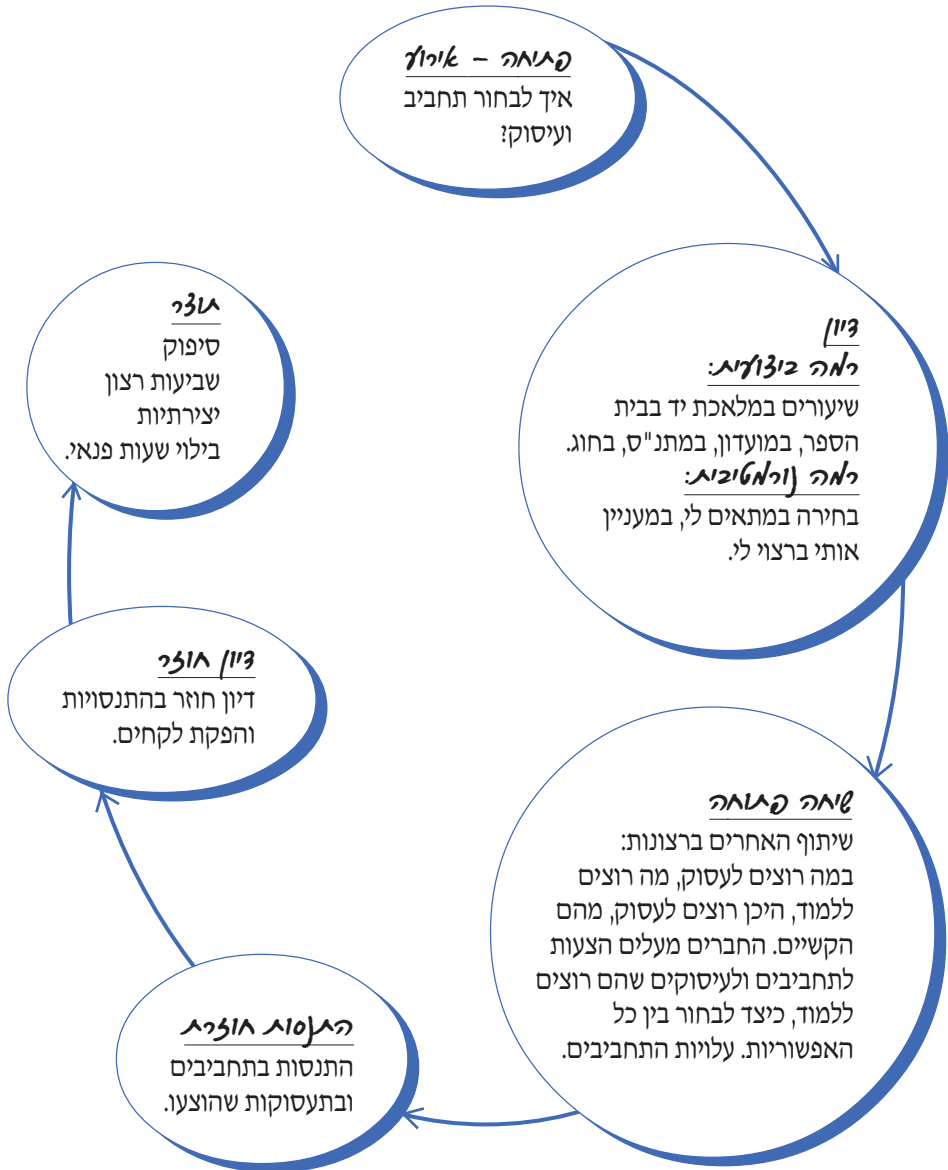 פתיחה – אירוע
איך לבחור תחביב
ועיסוק?
דיון
רמה ביצועית:
שיעורים במלאכת יד בבית
הספר, במועדון, במתנ"ס, בחוג.
רמה נורמטיבית:
בחירה במתאים לי, במעניין
אותי ברצוי לי.
שיחה פתוחה
שיתוף האחרים ברצונות:
במה רוצים לעסוק, מה רוצים
ללמוד, היכן רוצים לעסוק, מהם
הקשיים. החברים מעלים הצעות
לתחביבים ולעיסוקים שהם רוצים
ללמוד, כיצד לבחור בין כל
האפשוריות. עלויות התחביבים.
התנסות חוזרת
התנסות בתחביבים
ובתעסוקות שהוצעו.
דיון חוזר
דיון חוזר בהתנסויות
והפקת לקחים.
תוצר
סיפוק
שביעות רצון
יצירתיות
בילוי שעות פנאי.